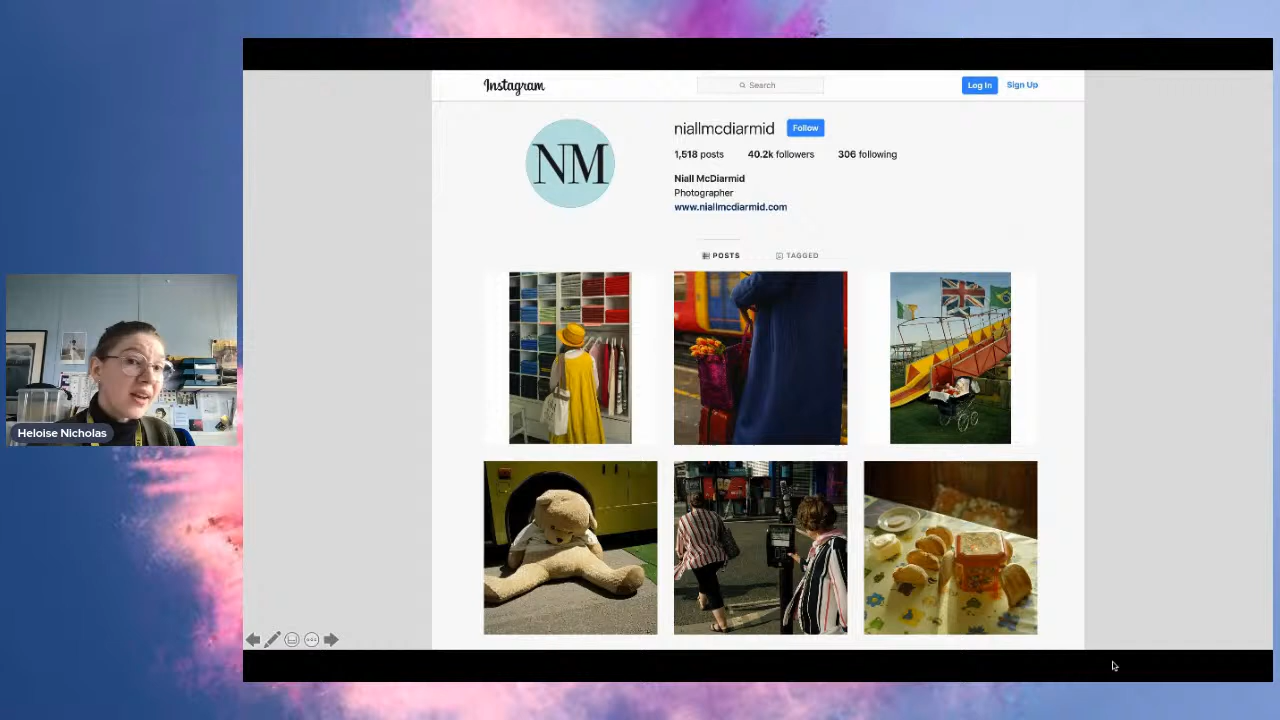 Instagram
Search
Log In
Sign Up
niallmcdiarmid
Follow
1,518 posts
40.2k followers
306 following
NM
Niall McDiarmid
Photographer
www.niallmcdiarmid.com
POSTS
TAGGED
Heloise Nicholas